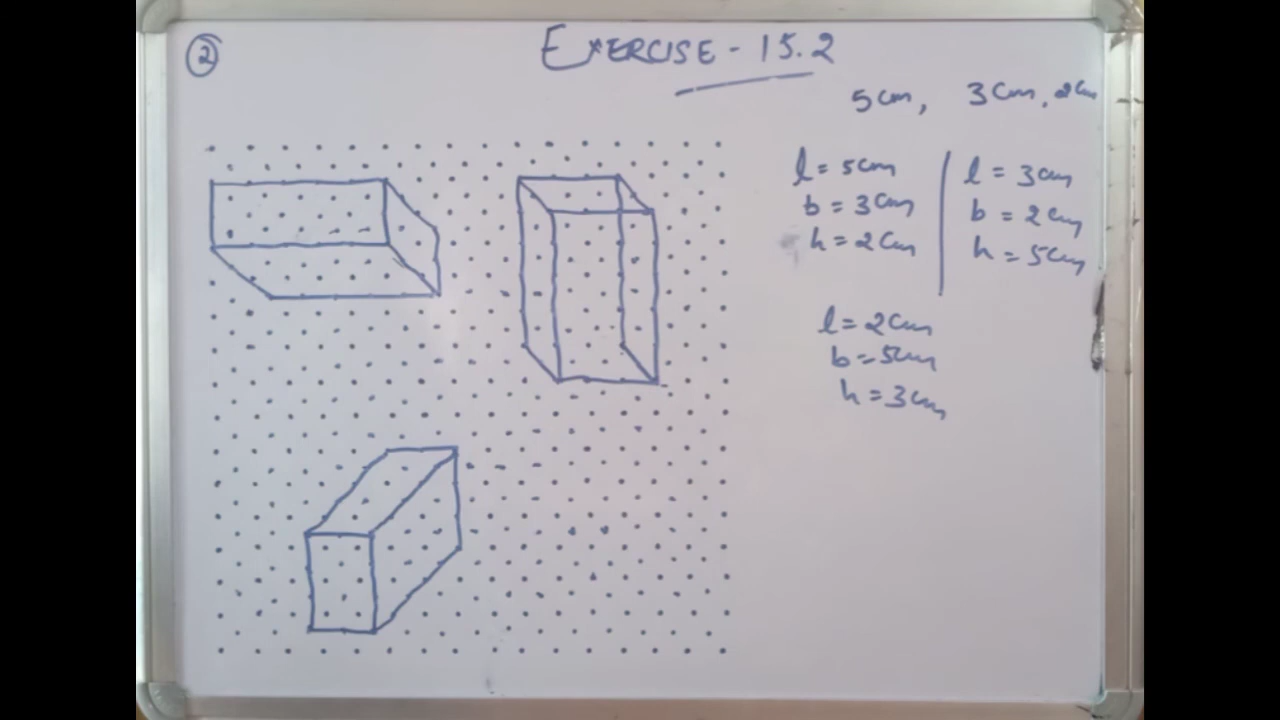 ②
EXERCISE - 15.2
5cm, 3cm, 2cm
l = 5cm
b = 3cm
h = 2cm
l = 3cm
b = 2cm
h = 5cm
l = 2cm
b = 5cm
h = 3cm